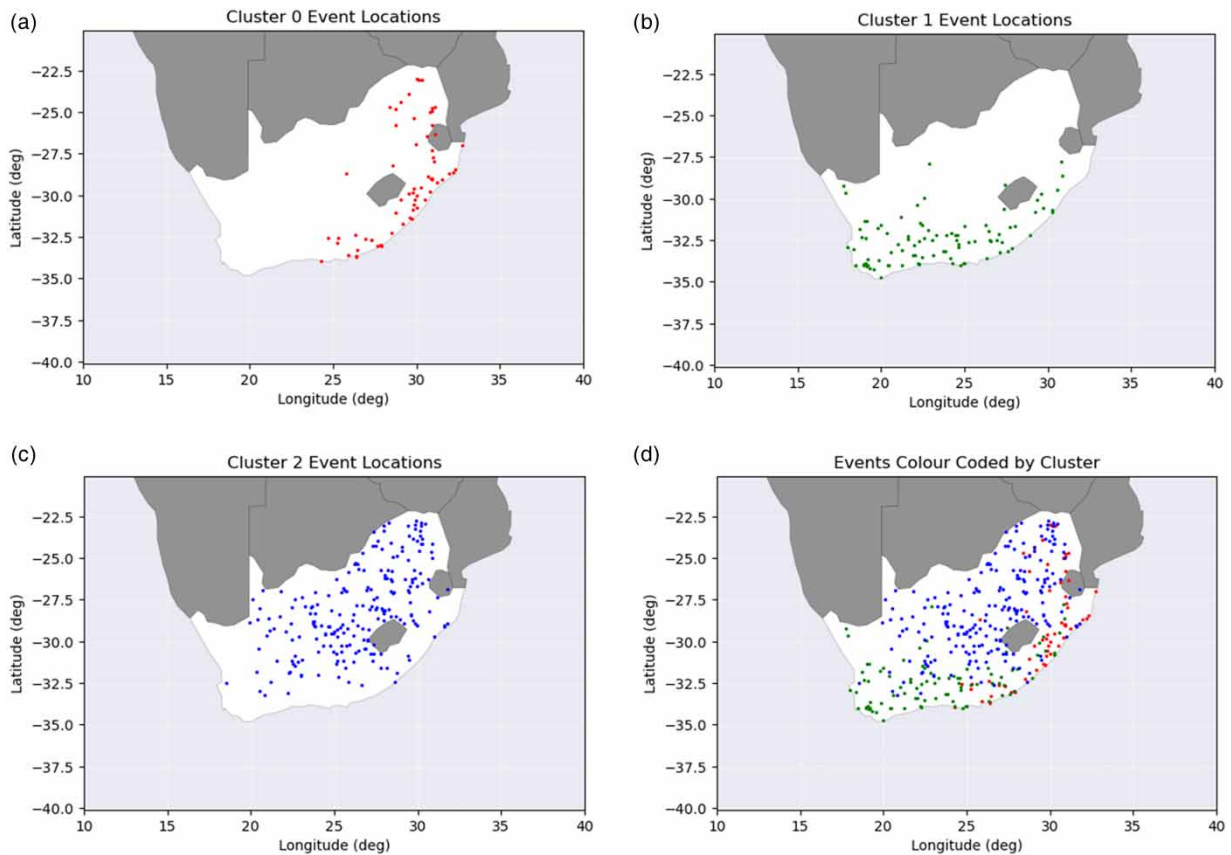 (a)
Cluster 0 Event Locations
−22.5
−25.0
−27.5
−30.0
−32.5
−35.0
−37.5
−40.0
Latitude (deg)
10 15 20 25 30 35 40
Longitude (deg)
(b)
Cluster 1 Event Locations
−22.5
−25.0
−27.5
−30.0
−32.5
−35.0
−37.5
−40.0
Latitude (deg)
10 15 20 25 30 35 40
Longitude (deg)
(c)
Cluster 2 Event Locations
−22.5
−25.0
−27.5
−30.0
−32.5
−35.0
−37.5
−40.0
Latitude (deg)
10 15 20 25 30 35 40
Longitude (deg)
(d)
Events Colour Coded by Cluster
−22.5
−25.0
−27.5
−30.0
−32.5
−35.0
−37.5
−40.0
Latitude (deg)
10 15 20 25 30 35 40
Longitude (deg)